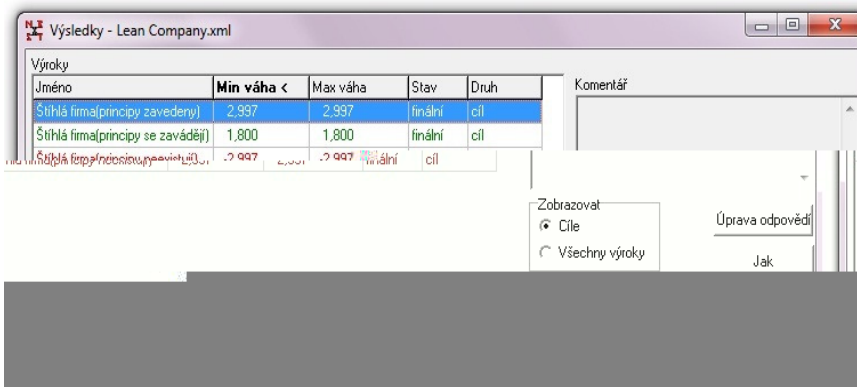 Výsledky - Lean Company.xml
Výroky
Jméno Min váha < Max váha Stav Druh Komentář
Štíhlá firma(principy zavedeny) 2,997 2,997 finální cíl
Štíhlá firma(principy se zavádějí) 1,800 1,800 finální cíl
-2,997 -2,997 finální cíl
Zobrazovat
Cíle
Všechny výroky
Úprava odpovědí
Jak